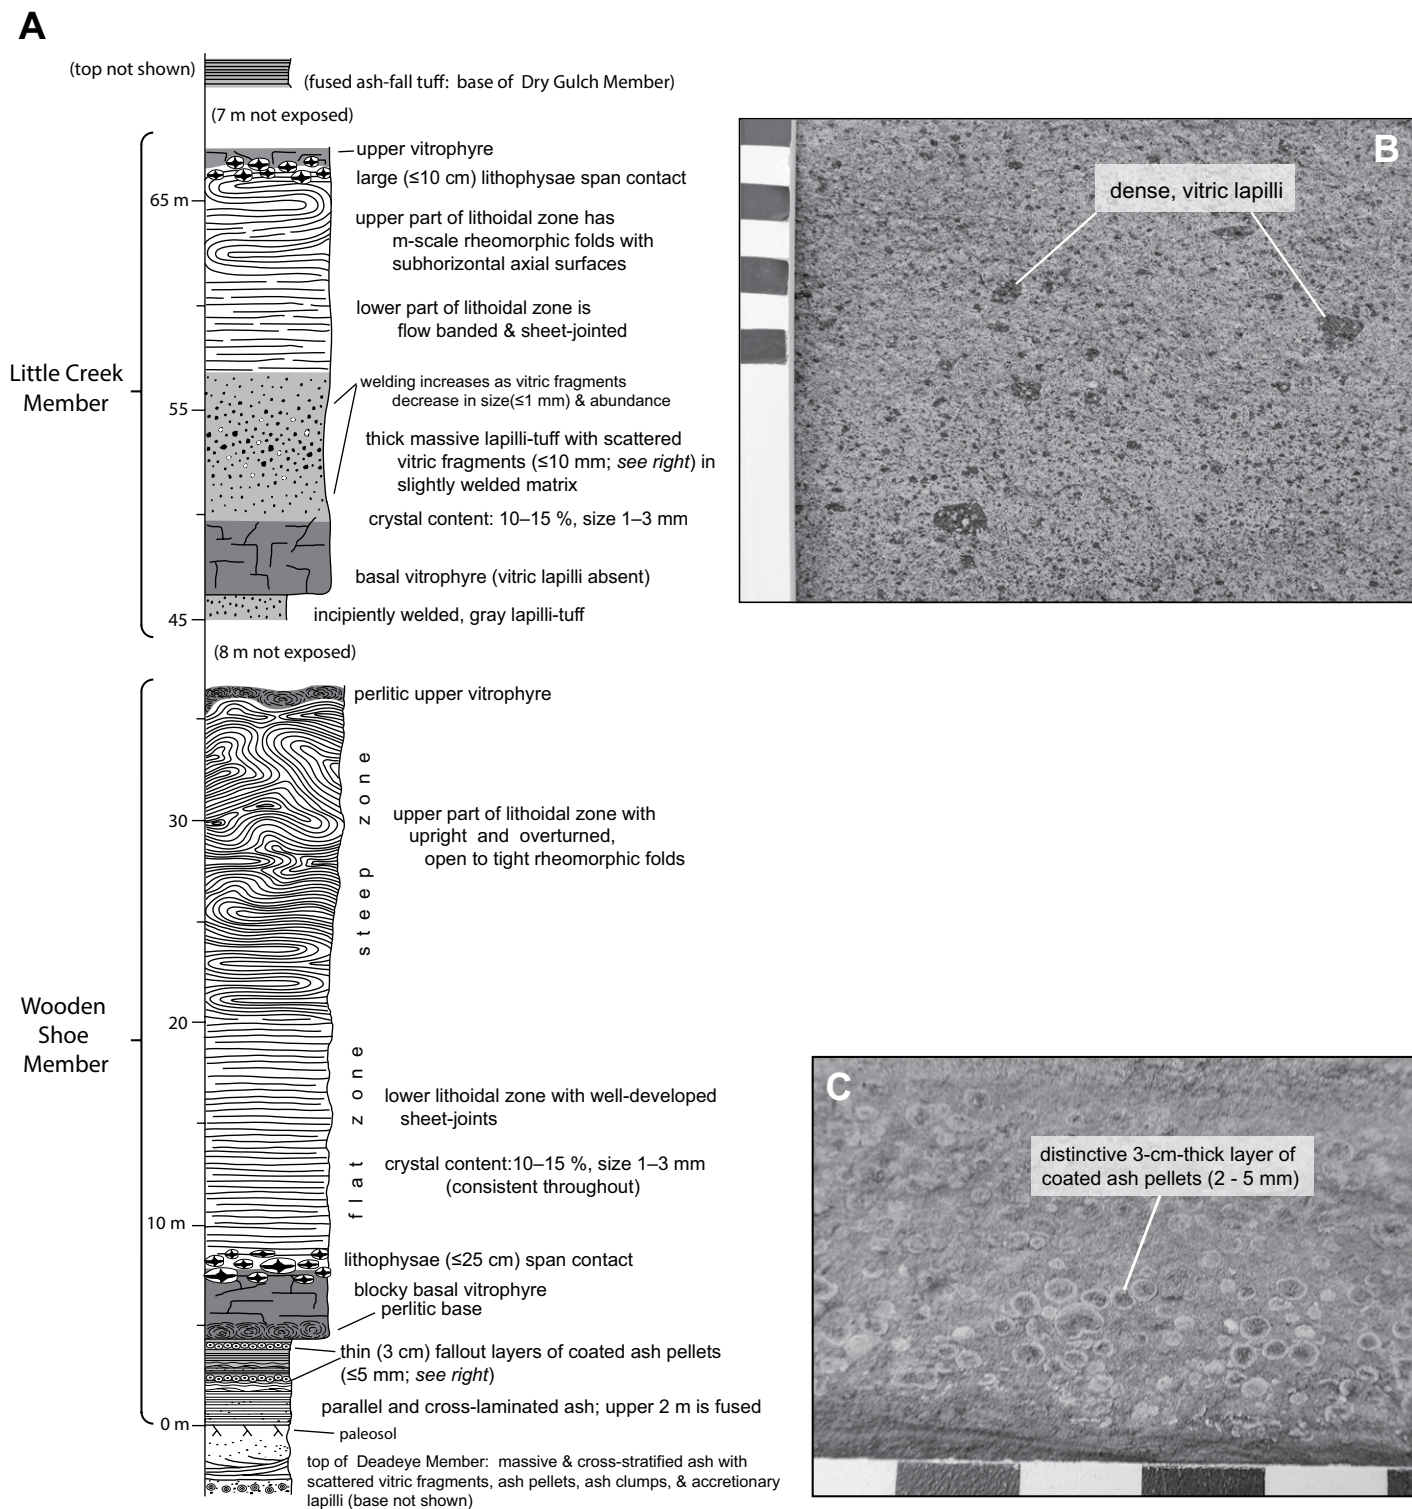 A
(top not shown)
(fused ash-fall tuff: base of Dry Gulch Member)
(7 m not exposed)
upper vitrophyre
large (≤10 cm) lithophysae span contact
65 m
upper part of lithoidal zone has
m-scale rheomorphic folds with
subhorizontal axial surfaces
lower part of lithoidal zone is
flow banded & sheet-jointed
Little Creek
Member
welding increases as vitric fragments
decrease in size(≤1 mm) & abundance
55
thick massive lapilli-tuff with scattered
vitric fragments (≤10 mm; see right) in
slightly welded matrix
crystal content: 10–15 %, size 1–3 mm
basal vitrophyre (vitric lapilli absent)
incipiently welded, gray lapilli-tuff
45
(8 m not exposed)
perlitic upper vitrophyre
steep zone
30
upper part of lithoidal zone with
upright and overturned,
open to tight rheomorphic folds
Wooden
Shoe
Member
20
flat zone
lower lithoidal zone with well-developed
sheet-joints
crystal content:10–15 %, size 1–3 mm
(consistent throughout)
10 m
lithophysae (≤25 cm) span contact
blocky basal vitrophyre
perlitic base
thin (3 cm) fallout layers of coated ash pellets
(≤5 mm; see right)
parallel and cross-laminated ash; upper 2 m is fused
0 m
paleosol
top of Deadeye Member: massive & cross-stratified ash with
scattered vitric fragments, ash pellets, ash clumps, & accretionary
lapilli (base not shown)
B
dense, vitric lapilli
C
distinctive 3-cm-thick layer of
coated ash pellets (2 - 5 mm)